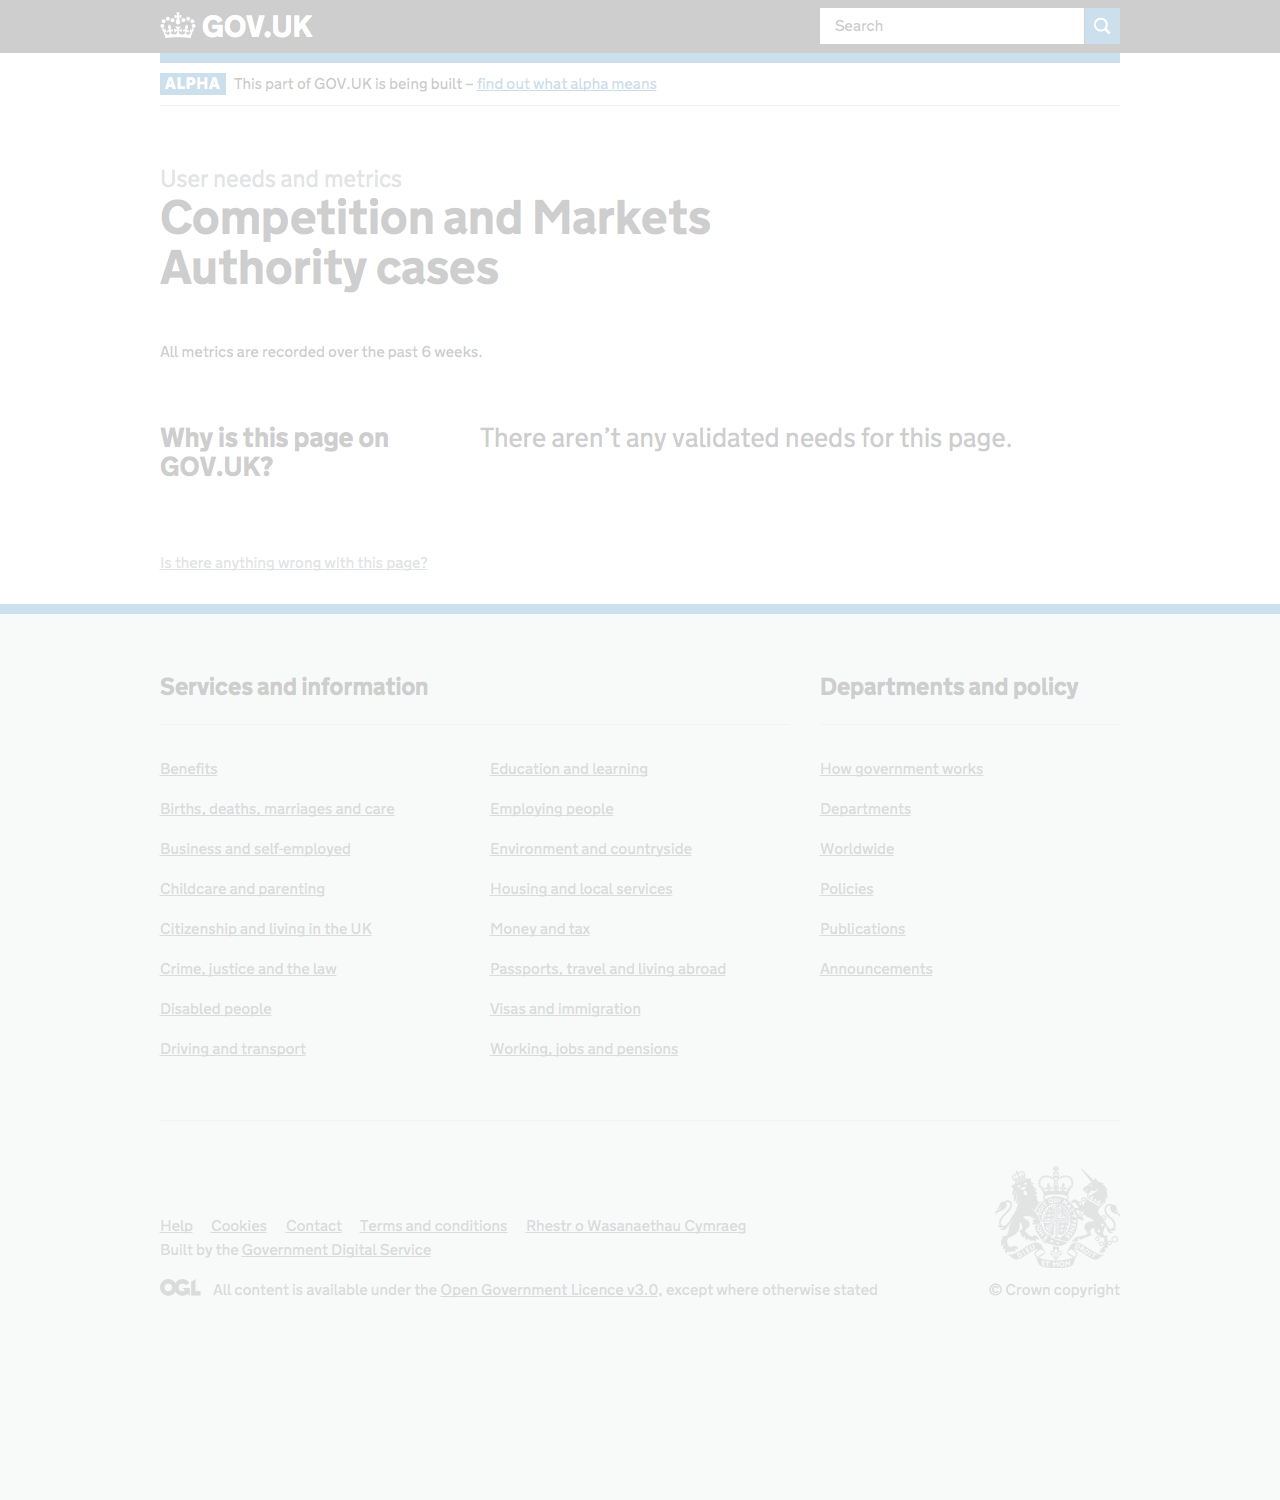 GOV.UK
Search
ALPHA This part of GOV.UK is being built – find out what alpha means
User needs and metrics
Competition and Markets
Authority cases
All metrics are recorded over the past 6 weeks.
Why is this page on
GOV.UK?
There aren’t any validated needs for this page.
Is there anything wrong with this page?
Services and information
Benefits
Births, deaths, marriages and care
Business and self-employed
Childcare and parenting
Citizenship and living in the UK
Crime, justice and the law
Disabled people
Driving and transport
Education and learning
Employing people
Environment and countryside
Housing and local services
Money and tax
Passports, travel and living abroad
Visas and immigration
Working, jobs and pensions
Departments and policy
How government works
Departments
Worldwide
Policies
Publications
Announcements
Help Cookies Contact Terms and conditions Rhestr o Wasanaethau Cymraeg
Built by the Government Digital Service
OGL All content is available under the Open Government Licence v3.0, except where otherwise stated
© Crown copyright